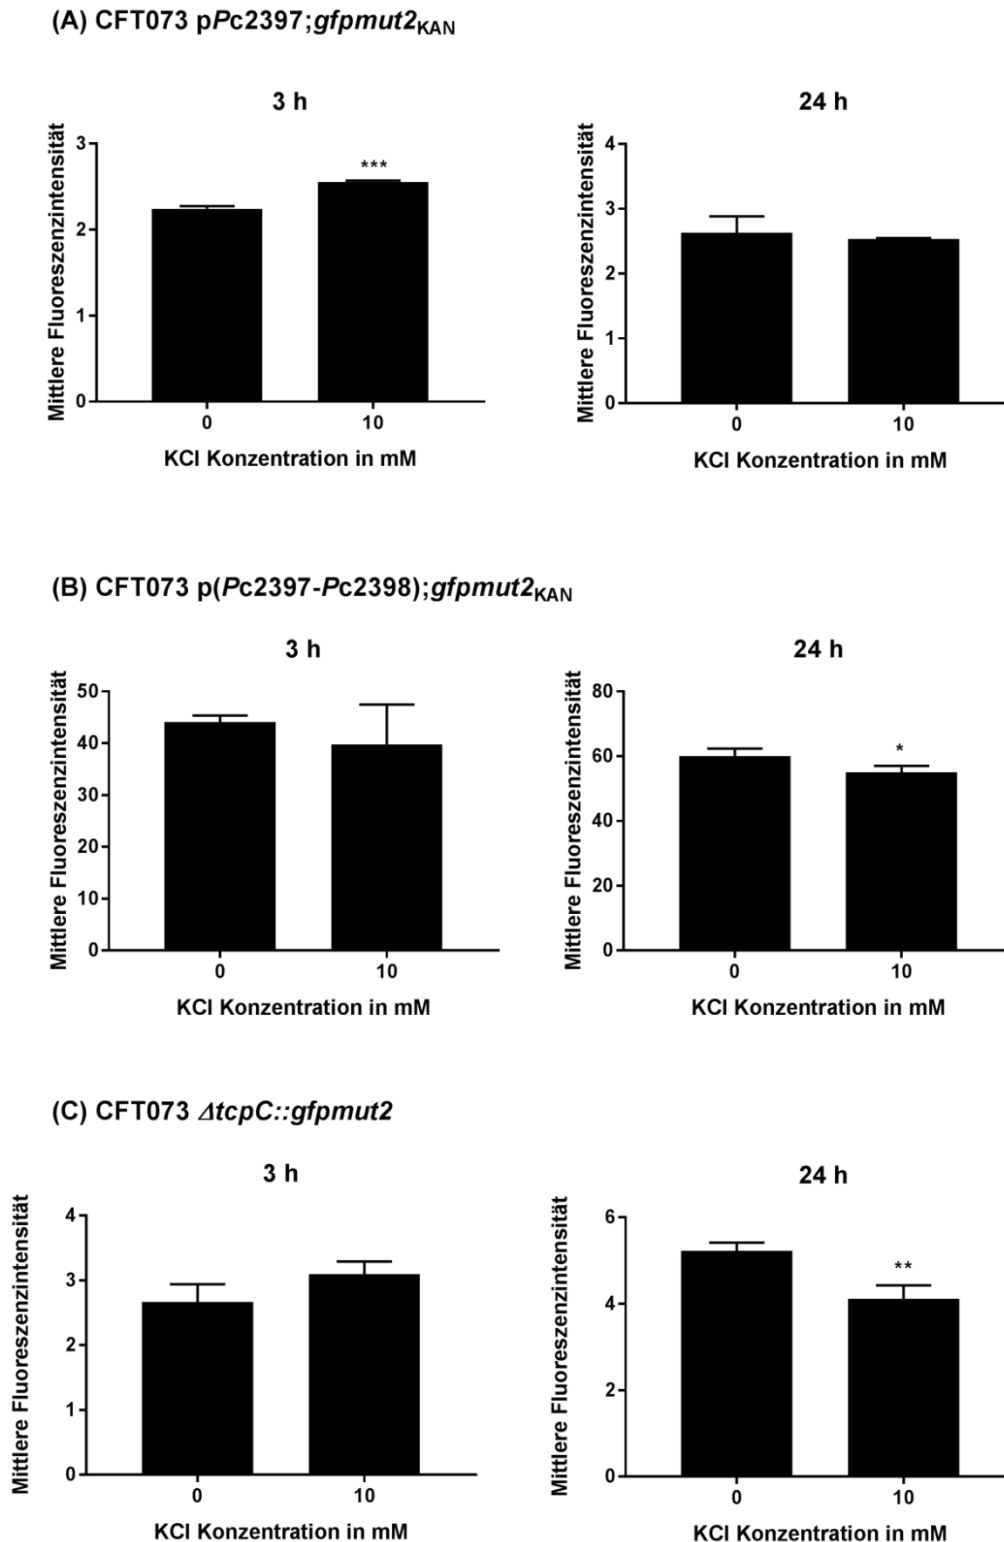 (A) CFT073 pPc2397;gfpmut2KAN
3 h
Mittlere Fluoreszenzintensität
3
2
1
0
***
0 10
KCl Konzentration in mM
24 h
Mittlere Fluoreszenzintensität
4
3
2
1
0
0 10
KCl Konzentration in mM
(B) CFT073 p(Pc2397-Pc2398);gfpmut2KAN
3 h
Mittlere Fluoreszenzintensität
50
40
30
20
10
0
0 10
KCl Konzentration in mM
24 h
Mittlere Fluoreszenzintensität
80
60
40
20
0
*
0 10
KCl Konzentration in mM
(C) CFT073 ΔtcpC::gfpmut2
3 h
Mittlere Fluoreszenzintensität
4
3
2
1
0
0 10
KCl Konzentration in mM
24 h
Mittlere Fluoreszenzintensität
6
4
2
0
**
0 10
KCl Konzentration in mM